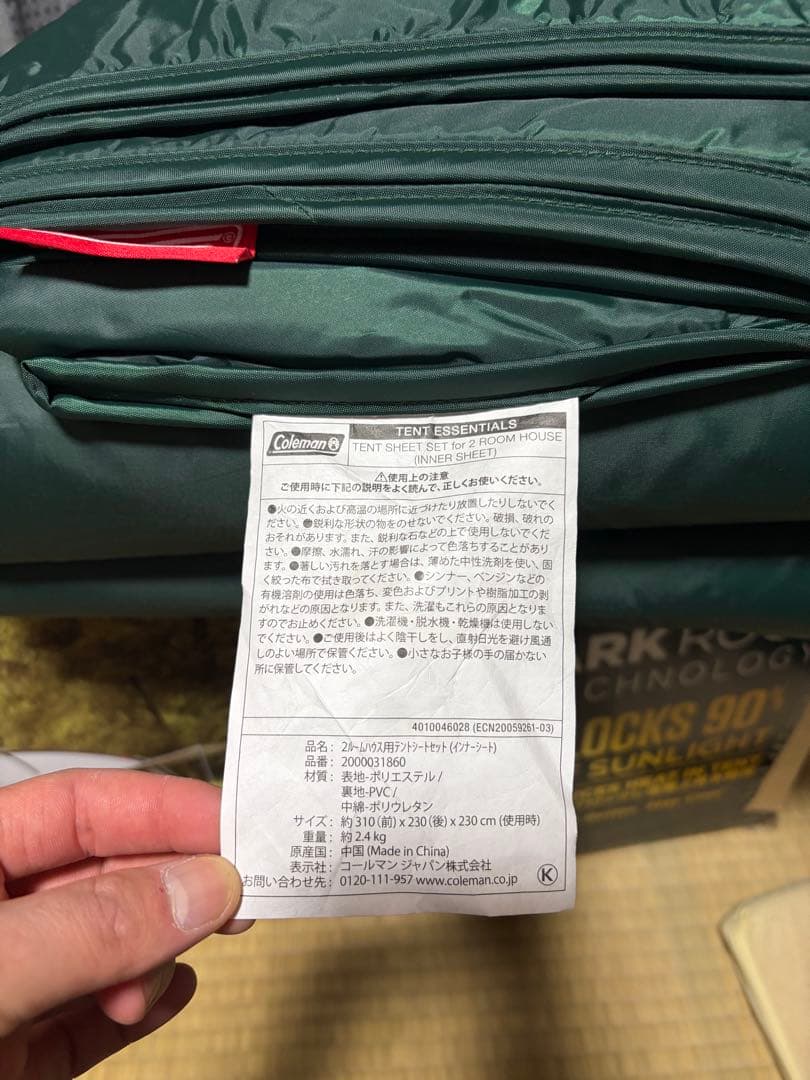 Coleman
TENT ESSENTIALS
TENT SHEET SET for 2 ROOM HOUSE
(INNER SHEET)
⚠使用上の注意
ご使用時に下記の説明をよく読んで、正しくお使いください。
●火の近くおよび高温の場所に近づけたり放置したりしないでく
ださい。●鋭利な形状の物をのせないでください。破損、破れの
おそれがあります。また、鋭利な石などの上で使用しないでくだ
さい。●摩擦、水濡れ、汗の影響によって色落ちすることがあり
ます。●著しい汚れを落とす場合は、薄めた中性洗剤を使い、固
く絞った布で拭き取ってください。●シンナー、ベンジンなどの
有機溶剤の使用は色落ち、変色およびプリントや樹脂加工の剥
がれなどの原因となります。また、洗濯もこれらの原因となりま
すのでお止めください。●洗濯機・脱水機・乾燥機は使用しない
でください。●ご使用後はよく陰干しをし、直射日光を避け風通
しのよい場所で保管ください。●小さなお子様の手の届かない
所に保管してください。
4010046028 (ECN20059261-03)
品名： 2ルームハウス用テントシートセット(インナーシート)
品番： 2000031860
材質： 表地-ポリエステル /
裏地-PVC /
中綿-ポリウレタン
サイズ： 約 310(前) x 230(後) x 230 cm (使用時)
重量： 約 2.4 kg
原産国： 中国 (Made in China)
表示社： コールマン ジャパン株式会社
お問い合わせ先： 0120-111-957 www.coleman.co.jp
K
ARK RO
CHNOLOGY
OCKS 90%
SUNLIGHT